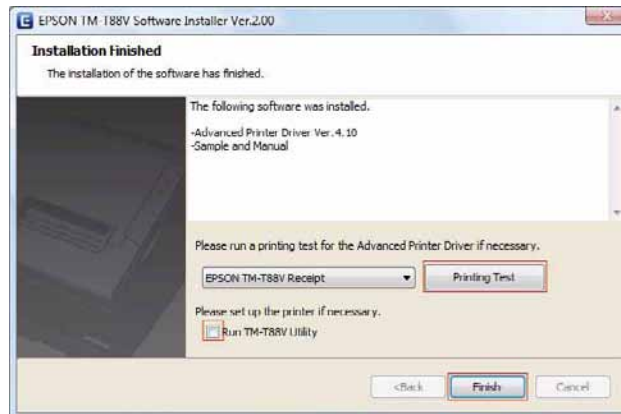 EPSON TM-T88V Software Installer Ver.2.00
Installation Finished
The installation of the software has finished.
The following software was installed.
-Advanced Printer Driver Ver.4.10
-Sample and Manual
Please run a printing test for the Advanced Printer Driver if necessary.
EPSON TM-T88V Receipt
Printing Test
Please set up the printer if necessary.
Run TM-T88V Utility
<Back
Finish
Cancel